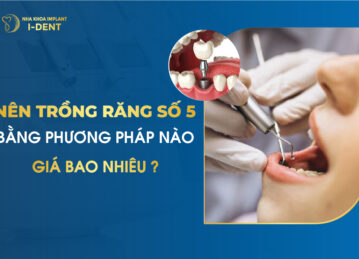 NHA KHOA IMPLANT
I-DENT
NÊN TRỒNG RĂNG SỐ 5
BẰNG PHƯƠNG PHÁP NÀO
GIÁ BAO NHIÊU ?